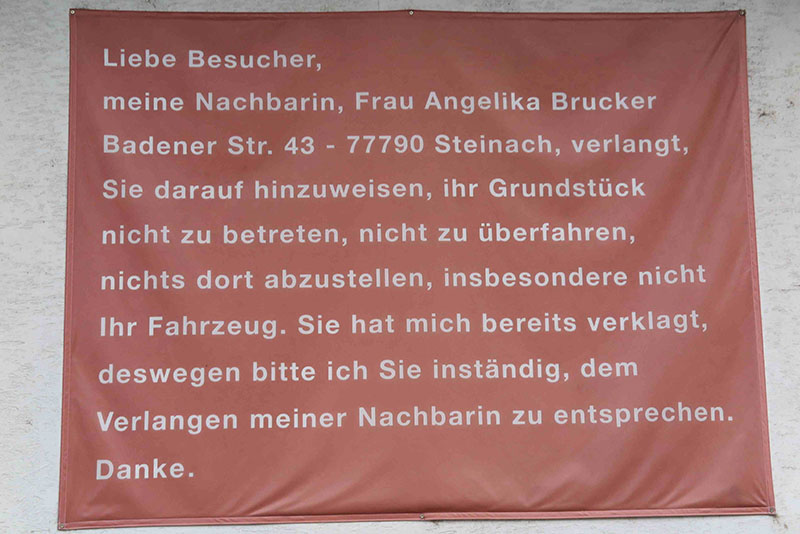 Liebe Besucher,
meine Nachbarin, Frau Angelika Brucker
Badener Str. 43 - 77790 Steinach, verlangt,
Sie darauf hinzuweisen, ihr Grundstück
nicht zu betreten, nicht zu überfahren,
nichts dort abzustellen, insbesondere nicht
Ihr Fahrzeug. Sie hat mich bereits verklagt,
deswegen bitte ich Sie inständig, dem
Verlangen meiner Nachbarin zu entsprechen.
Danke.